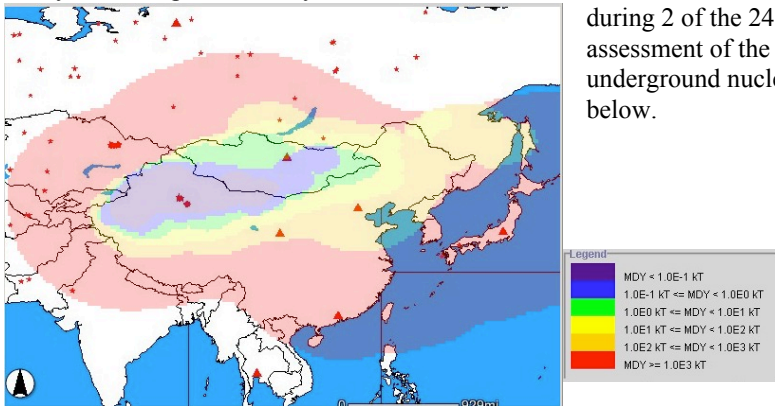 during 2 of the 24
assessment of the
underground nucle
below.
Legend
MDY < 1.0E-1 kT
1.0E-1 kT <= MDY < 1.0E0 kT
1.0E0 kT <= MDY < 1.0E1 kT
1.0E1 kT <= MDY < 1.0E2 kT
1.0E2 kT <= MDY < 1.0E3 kT
MDY >= 1.0E3 kT
0
929mi